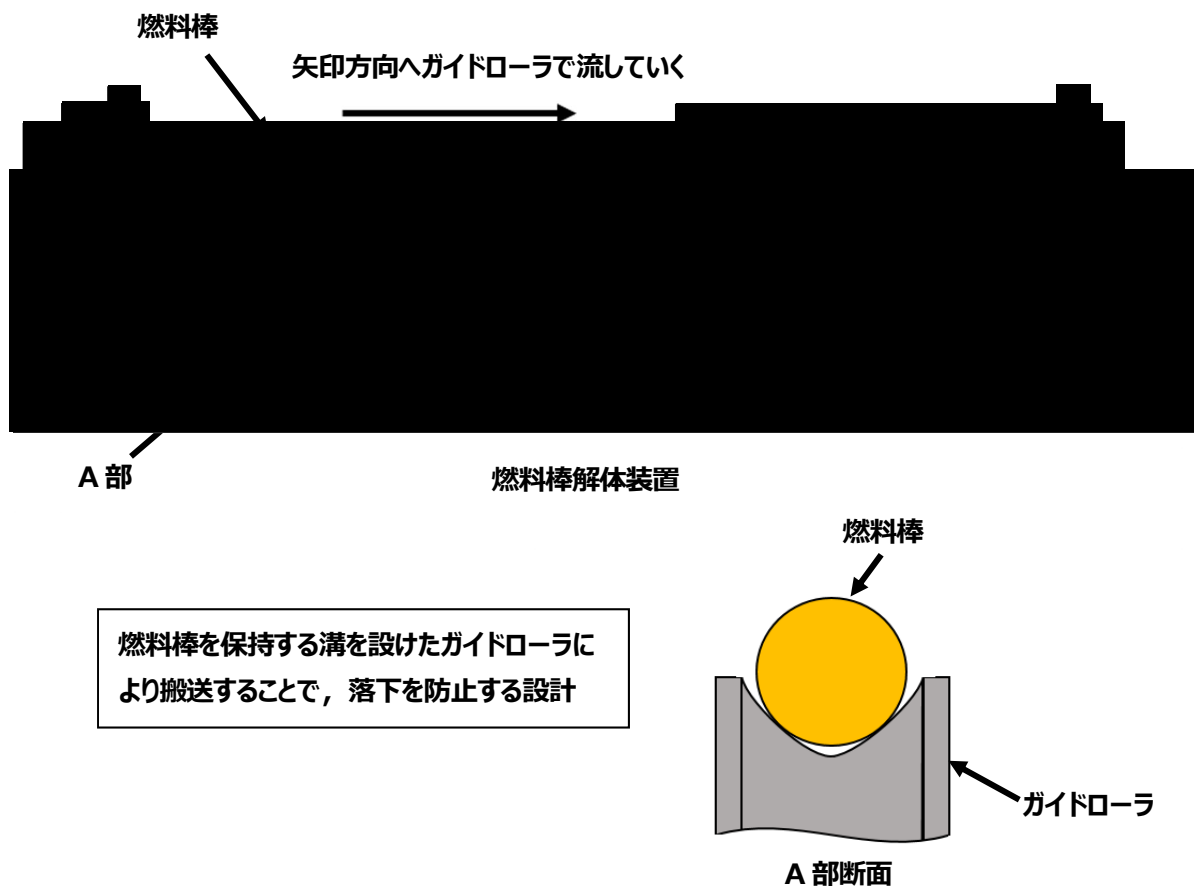 燃料棒
矢印方向へガイドローラで流していく
A 部
燃料棒解体装置
燃料棒
燃料棒を保持する溝を設けたガイドローラに
より搬送することで，落下を防止する設計
ガイドローラ
A 部断面